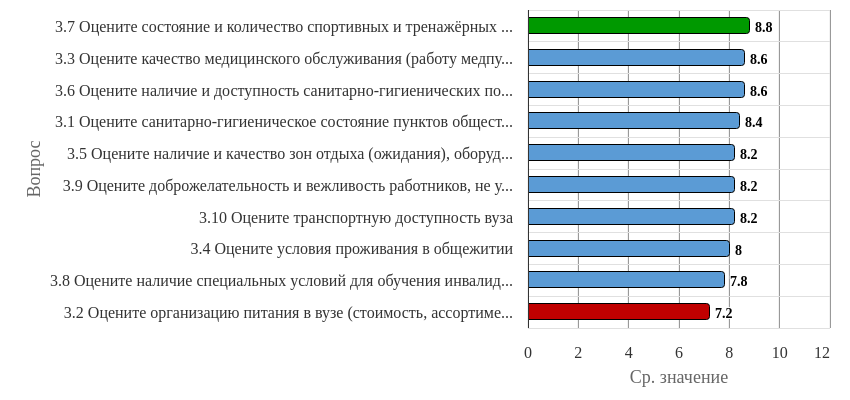 3.7 Оцените состояние и количество спортивных и тренажёрных ... 8.8
3.3 Оцените качество медицинского обслуживания (работу медпу... 8.6
3.6 Оцените наличие и доступность санитарно-гигиенических по... 8.6
3.1 Оцените санитарно-гигиеническое состояние пунктов общест... 8.4
3.5 Оцените наличие и качество зон отдыха (ожидания), оборуд... 8.2
3.9 Оцените доброжелательность и вежливость работников, не у... 8.2
3.10 Оцените транспортную доступность вуза 8.2
3.4 Оцените условия проживания в общежитии 8
3.8 Оцените наличие специальных условий для обучения инвалид... 7.8
3.2 Оцените организацию питания в вузе (стоимость, ассортиме... 7.2
Вопрос
0 2 4 6 8 10 12
Ср. значение